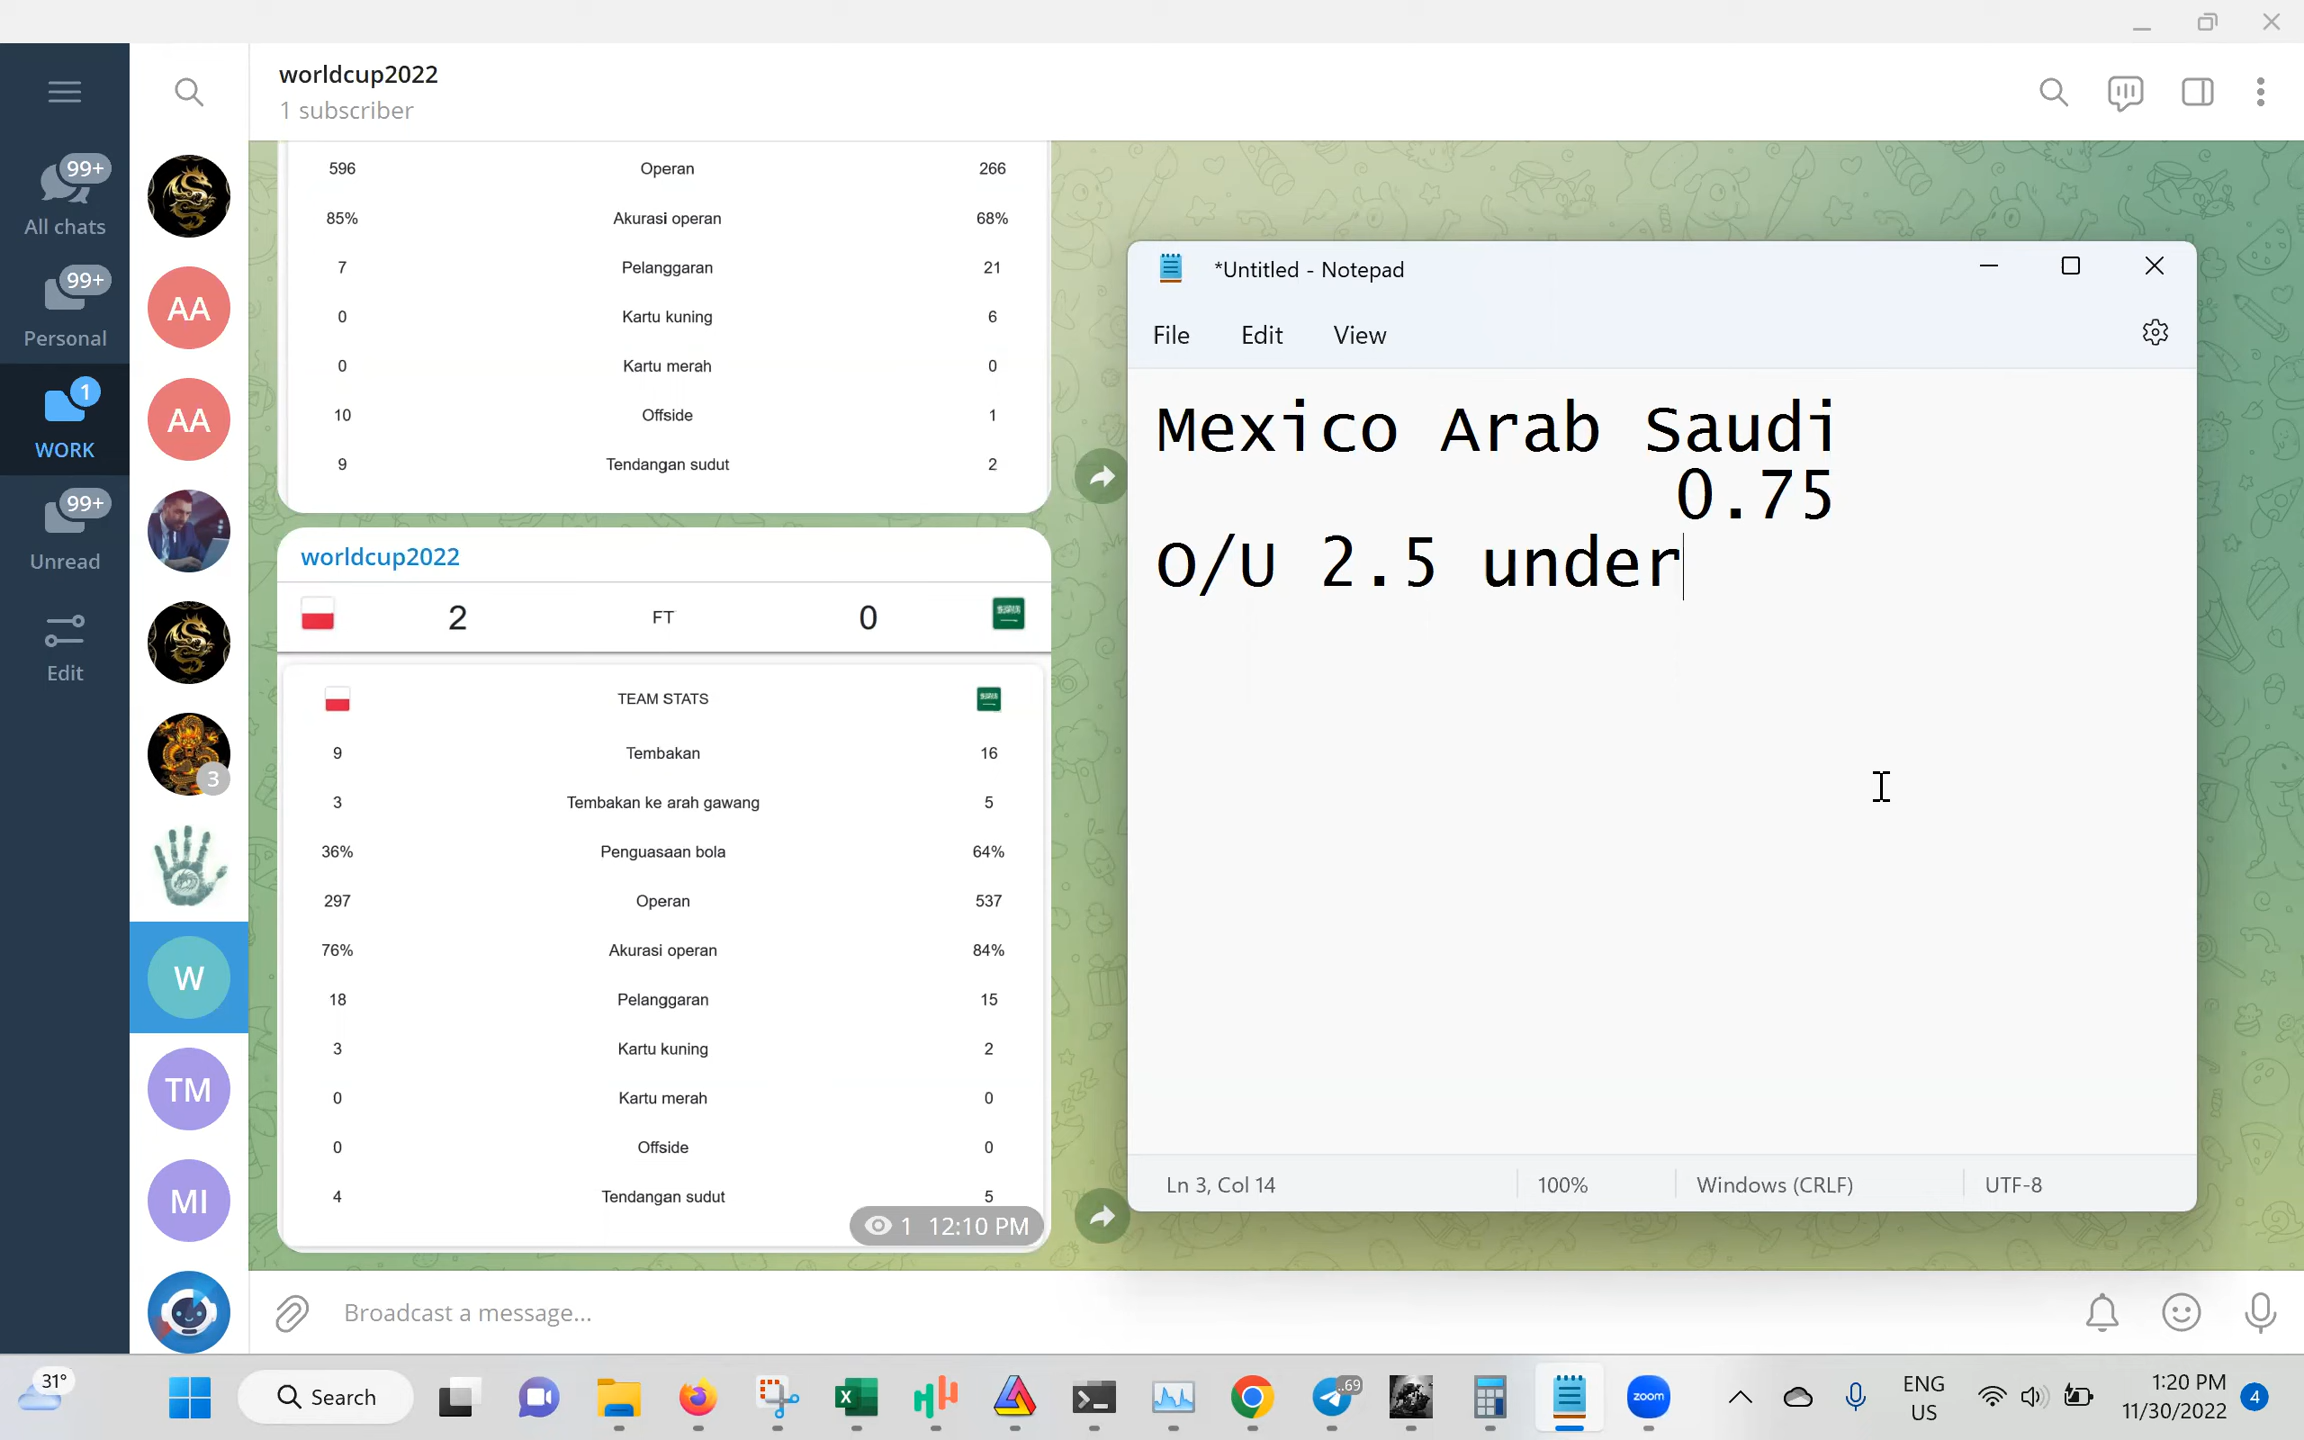 worldcup2022
1 subscriber
99+
All chats
99+
Personal
1
WORK
99+
Unread
Edit
AA
AA
3
W
TM
MI
596 Operan 266
85% Akurasi operan 68%
7 Pelanggaran 21
0 Kartu kuning 6
0 Kartu merah 0
10 Offside 1
9 Tendangan sudut 2
worldcup2022
2 FT 0
TEAM STATS
9 Tembakan 16
3 Tembakan ke arah gawang 5
36% Penguasaan bola 64%
297 Operan 537
76% Akurasi operan 84%
18 Pelanggaran 15
3 Kartu kuning 2
0 Kartu merah 0
0 Offside 0
4 Tendangan sudut 5
1 12:10 PM
Broadcast a message...
*Untitled - Notepad
File Edit View
Mexico Arab Saudi
0.75
O/U 2.5 under
Ln 3, Col 14 100% Windows (CRLF) UTF-8
31°
Search
..69
zoom
ENG
US
1:20 PM
11/30/2022
4